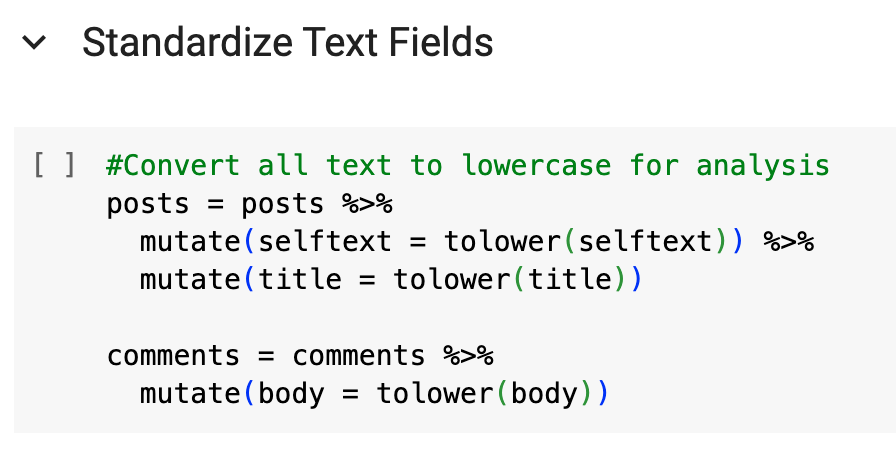 Standardize Text Fields
[ ] #Convert all text to lowercase for analysis
posts = posts %>%
  mutate(selftext = tolower(selftext)) %>%
  mutate(title = tolower(title))

comments = comments %>%
  mutate(body = tolower(body))